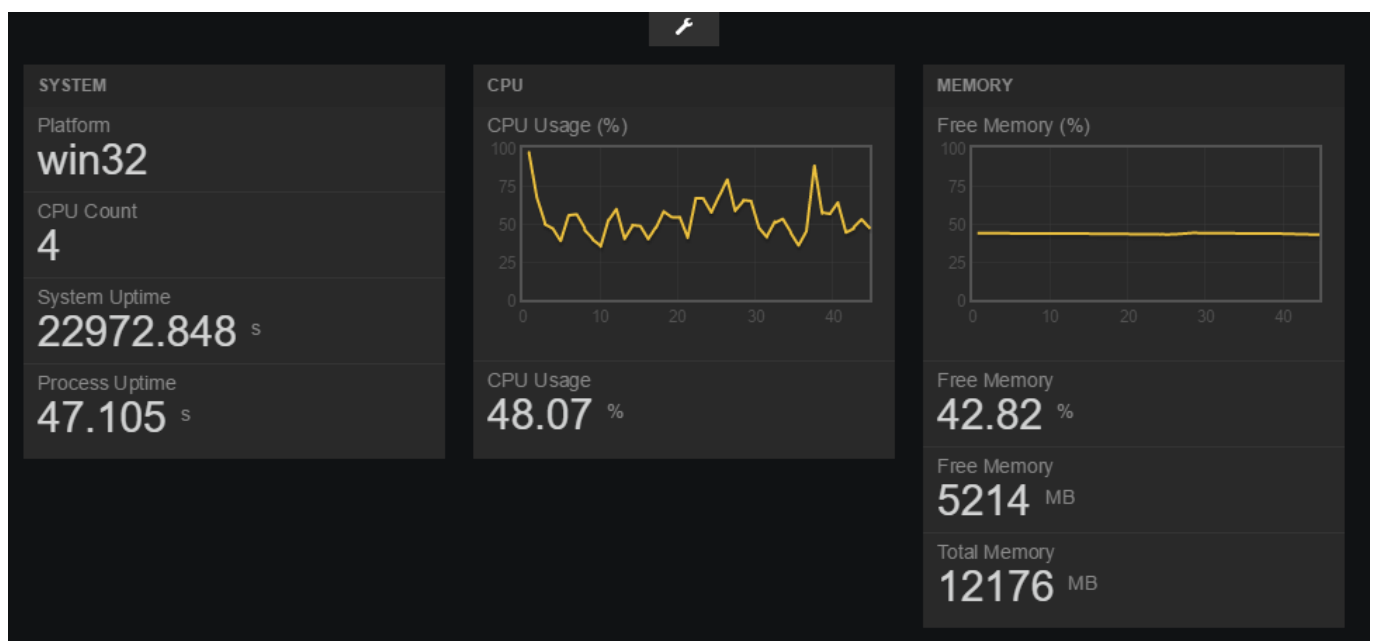 SYSTEM
Platform
win32
CPU Count
4
System Uptime
22972.848 s
Process Uptime
47.105 s
CPU
CPU Usage (%)
100
75
50
25
0
0 10 20 30 40
CPU Usage
48.07 %
MEMORY
Free Memory (%)
100
75
50
25
0
0 10 20 30 40
Free Memory
42.82 %
Free Memory
5214 MB
Total Memory
12176 MB